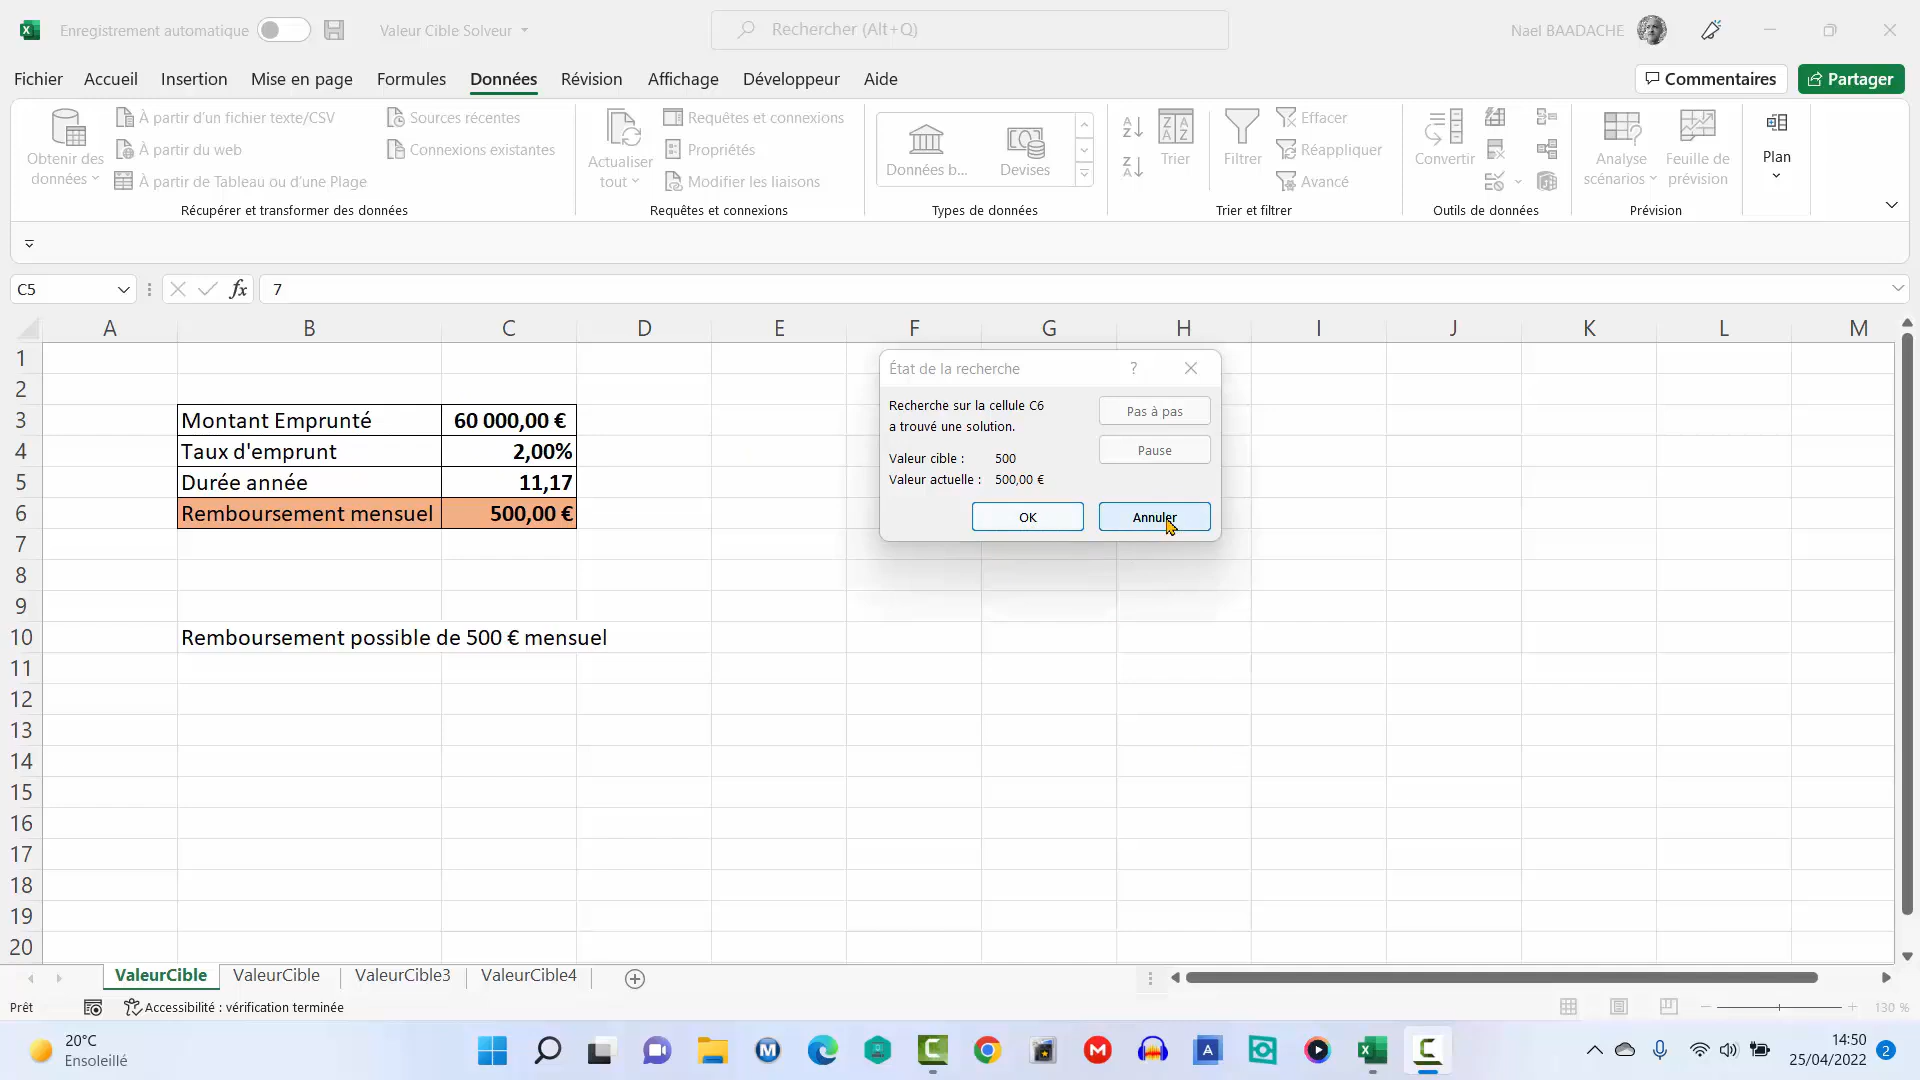 Enregistrement automatique
Valeur Cible Solveur
Rechercher (Alt+Q)
Nael BAADACHE
Fichier Accueil Insertion Mise en page Formules Données Révision Affichage Développeur Aide
Commentaires
Partager
Obtenir des données
À partir d'un fichier texte/CSV
À partir du web
À partir de Tableau ou d'une Plage
Sources récentes
Connexions existantes
Récupérer et transformer des données
Actualiser tout
Requêtes et connexions
Propriétés
Modifier les liaisons
Requêtes et connexions
Données b...
Devises
Types de données
Trier
Filtrer
Effacer
Réappliquer
Avancé
Trier et filtrer
Convertir
Outils de données
Analyse scénarios
Feuille de prévision
Prévision
Plan
C5
fx
7
A B C D E F G H I J K L M
1
2
3 Montant Emprunté 60 000,00 €
4 Taux d'emprunt 2,00%
5 Durée année 11,17
6 Remboursement mensuel 500,00 €
7
8
9
10 Remboursement possible de 500 € mensuel
11
12
13
14
15
16
17
18
19
20
État de la recherche
?
Recherche sur la cellule C6
a trouvé une solution.
Valeur cible : 500
Valeur actuelle : 500,00 €
Pas à pas
Pause
OK
Annuler
ValeurCible ValeurCible ValeurCible3 ValeurCible4
Prêt
Accessibilité : vérification terminée
130 %
20°C
Ensoleillé
14:50
25/04/2022
2